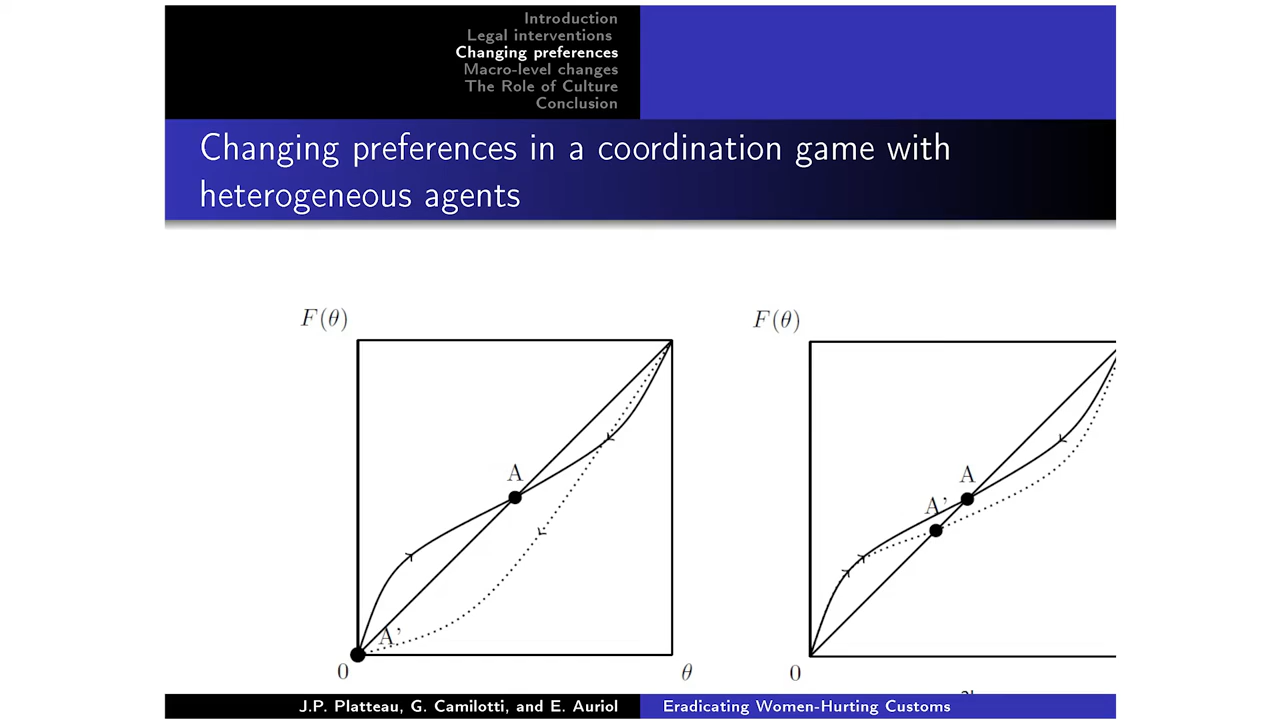 Introduction
Legal interventions
Changing preferences
Macro-level changes
The Role of Culture
Conclusion
Changing preferences in a coordination game with
heterogeneous agents
F(θ)
F(θ)
A
A
A'
A'
0
θ
0
J.P. Platteau, G. Camilotti, and E. Auriol
Eradicating Women-Hurting Customs